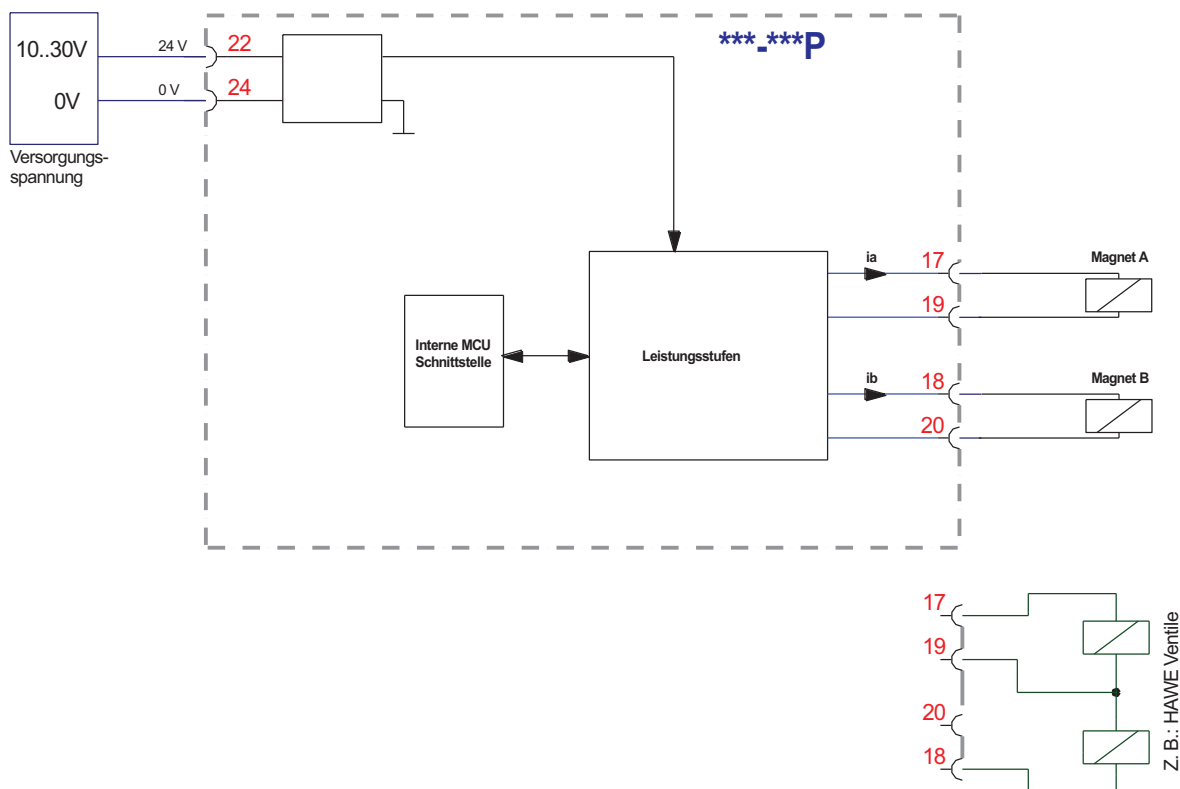 ***-***P
10..30V
24 V
22
0V
0 V
24
Versorgungs-
spannung
ia
17
Magnet A
19
Interne MCU
Schnittstelle
Leistungsstufen
ib
18
Magnet B
20
17
19
20
18
Z. B.: HAWE Ventile